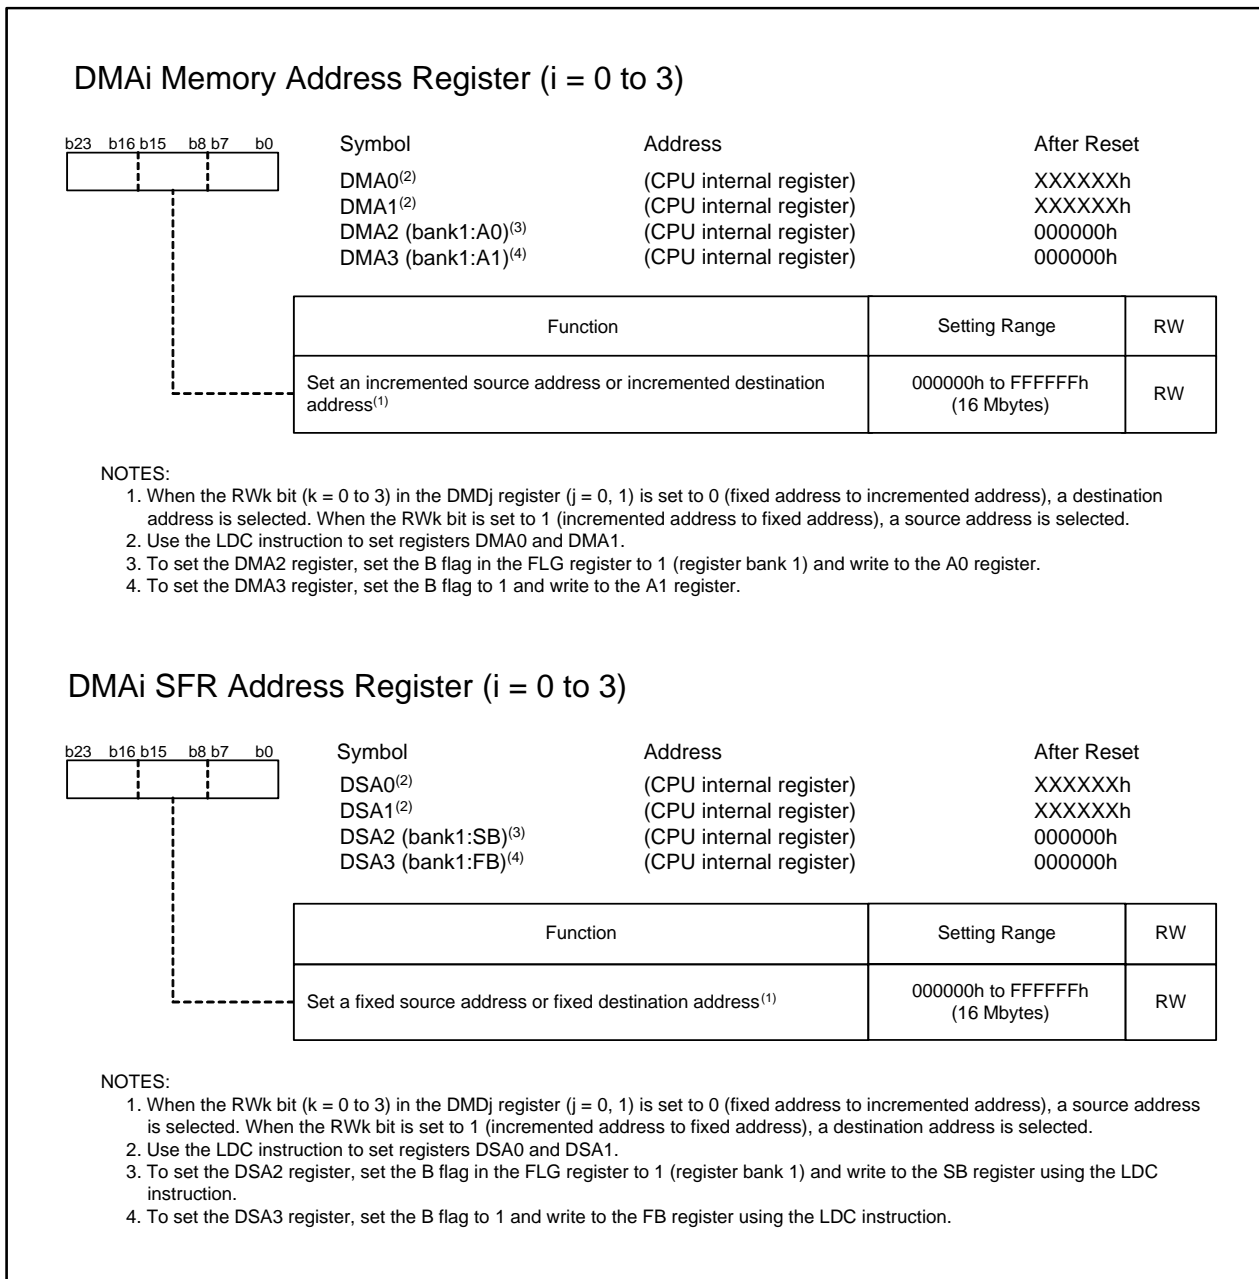 DMAi Memory Address Register (i = 0 to 3)
b23 b16 b15 b8 b7 b0
Symbol Address After Reset
DMA0(2) (CPU internal register) XXXXXXh
DMA1(2) (CPU internal register) XXXXXXh
DMA2 (bank1:A0)(3) (CPU internal register) 000000h
DMA3 (bank1:A1)(4) (CPU internal register) 000000h
Function Setting Range RW
Set an incremented source address or incremented destination
address(1)
000000h to FFFFFFh
(16 Mbytes)
RW
NOTES:
1. When the RWk bit (k = 0 to 3) in the DMDj register (j = 0, 1) is set to 0 (fixed address to incremented address), a destination
address is selected. When the RWk bit is set to 1 (incremented address to fixed address), a source address is selected.
2. Use the LDC instruction to set registers DMA0 and DMA1.
3. To set the DMA2 register, set the B flag in the FLG register to 1 (register bank 1) and write to the A0 register.
4. To set the DMA3 register, set the B flag to 1 and write to the A1 register.
DMAi SFR Address Register (i = 0 to 3)
b23 b16 b15 b8 b7 b0
Symbol Address After Reset
DSA0(2) (CPU internal register) XXXXXXh
DSA1(2) (CPU internal register) XXXXXXh
DSA2 (bank1:SB)(3) (CPU internal register) 000000h
DSA3 (bank1:FB)(4) (CPU internal register) 000000h
Function Setting Range RW
Set a fixed source address or fixed destination address(1)
000000h to FFFFFFh
(16 Mbytes)
RW
NOTES:
1. When the RWk bit (k = 0 to 3) in the DMDj register (j = 0, 1) is set to 0 (fixed address to incremented address), a source address
is selected. When the RWk bit is set to 1 (incremented address to fixed address), a destination address is selected.
2. Use the LDC instruction to set registers DSA0 and DSA1.
3. To set the DSA2 register, set the B flag in the FLG register to 1 (register bank 1) and write to the SB register using the LDC
instruction.
4. To set the DSA3 register, set the B flag to 1 and write to the FB register using the LDC instruction.